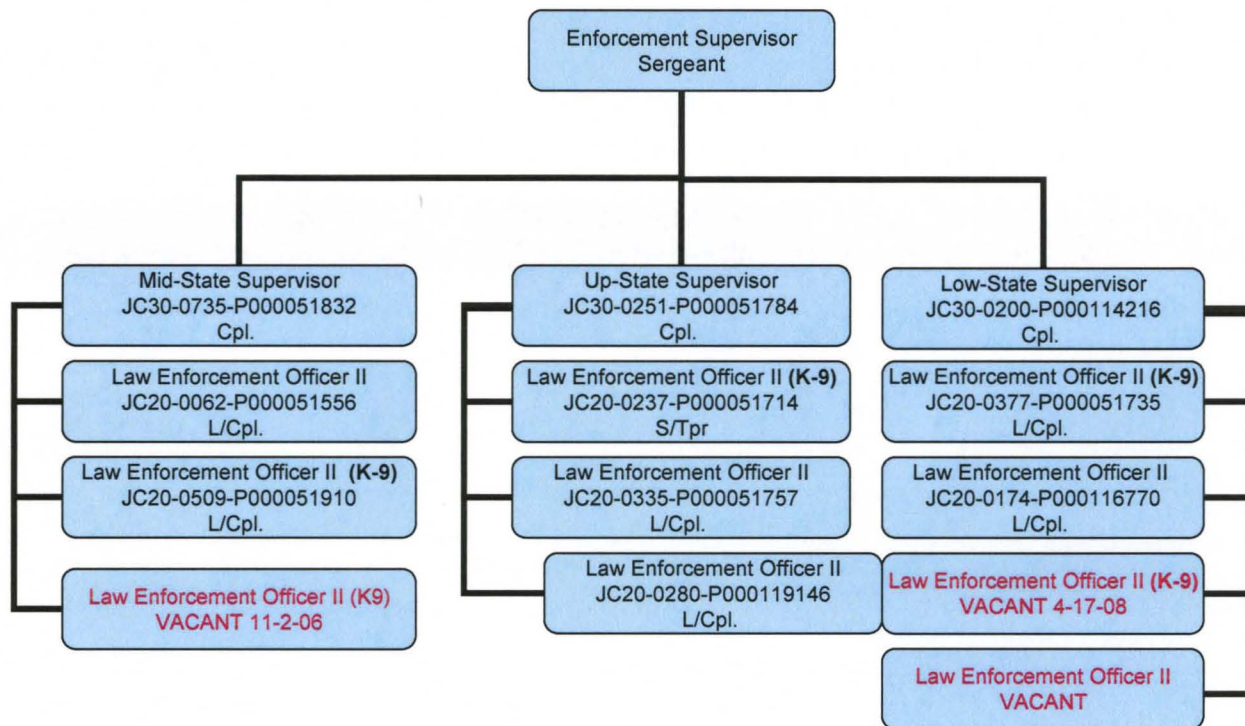 Enforcement Supervisor
Sergeant
Mid-State Supervisor
JC30-0735-P000051832
Cpl.
Law Enforcement Officer II
JC20-0062-P000051556
L/Cpl.
Law Enforcement Officer II (K-9)
JC20-0509-P000051910
L/Cpl.
Law Enforcement Officer II (K9)
VACANT 11-2-06
Up-State Supervisor
JC30-0251-P000051784
Cpl.
Law Enforcement Officer II (K-9)
JC20-0237-P000051714
S/Tpr
Law Enforcement Officer II
JC20-0335-P000051757
L/Cpl.
Law Enforcement Officer II
JC20-0280-P000119146
L/Cpl.
Low-State Supervisor
JC30-0200-P000114216
Cpl.
Law Enforcement Officer II (K-9)
JC20-0377-P000051735
L/Cpl.
Law Enforcement Officer II
JC20-0174-P000116770
L/Cpl.
Law Enforcement Officer II (K-9)
VACANT 4-17-08
Law Enforcement Officer II
VACANT